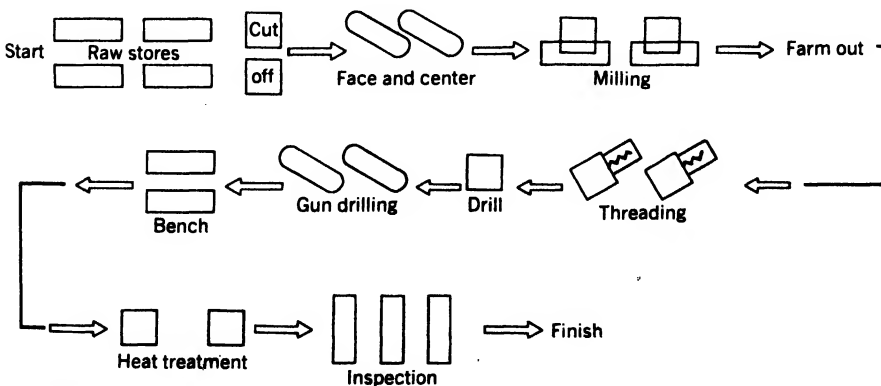 Start
Raw stores
Cut
off
Face and center
Milling
Farm out
Threading
Drill
Gun drilling
Bench
Heat treatment
Inspection
Finish